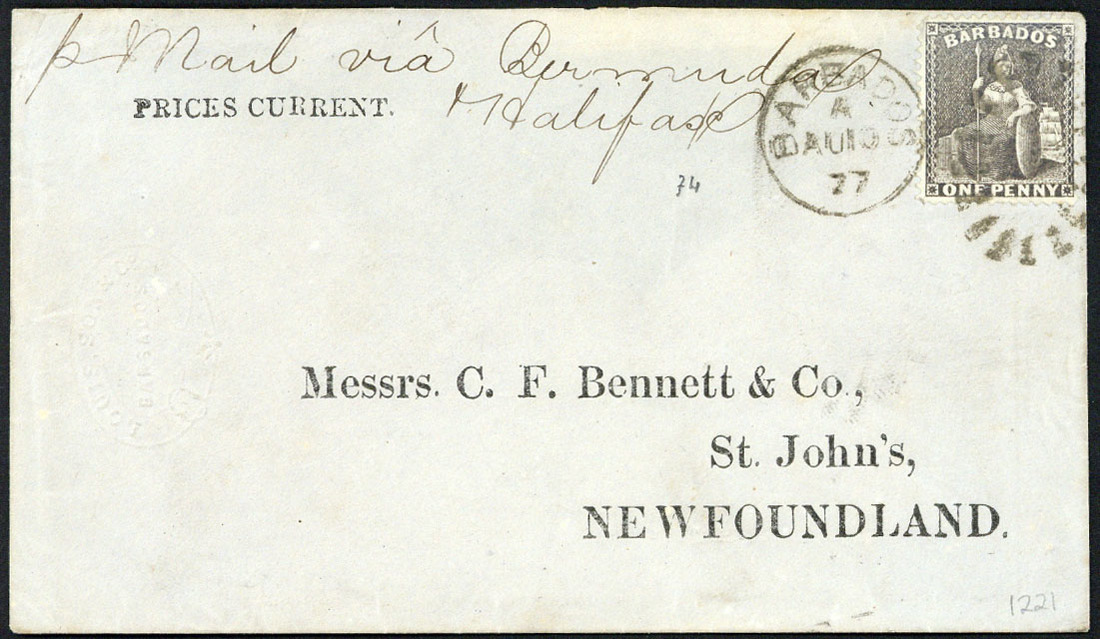 p Mail viâ Bermuda
& Halifax
PRICES CURRENT.
BARBADOS
A
AU 10
77
BARBADOS
ONE PENNY
74
BARBADOS
Messrs. C. F. Bennett & Co.,
St. John's,
NEWFOUNDLAND.
1221